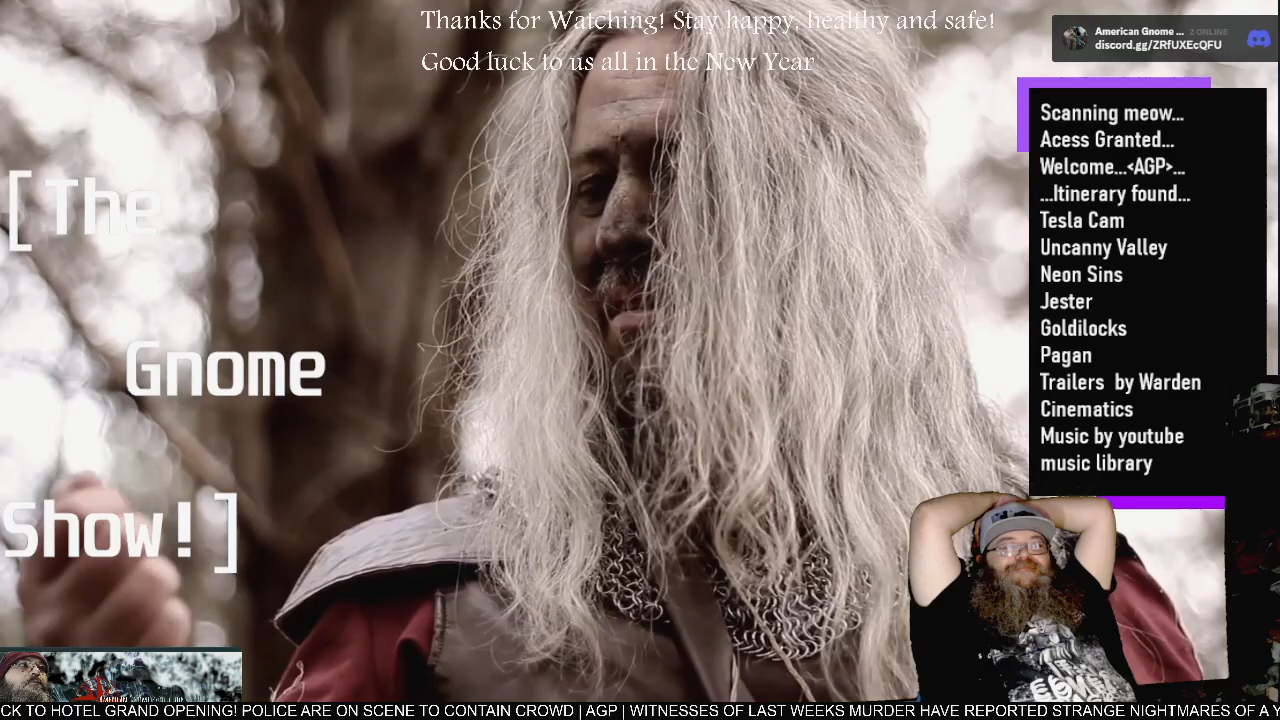 Thanks for Watching! Stay happy, healthy and safe!
Good luck to us all in the New Year
American Gnome ... 2 ONLINE
discord.gg/ZRfUXEcQFU
[ The
Gnome
Show! ]
Scanning meow...
Acess Granted...
Welcome...<AGP>...
...Itinerary found...
Tesla Cam
Uncanny Valley
Neon Sins
Jester
Goldilocks
Pagan
Trailers by Warden
Cinematics
Music by youtube
music library
CK TO HOTEL GRAND OPENING! POLICE ARE ON SCENE TO CONTAIN CROWD | AGP | WITNESSES OF LAST WEEKS MURDER HAVE REPORTED STRANGE NIGHTMARES OF A Y